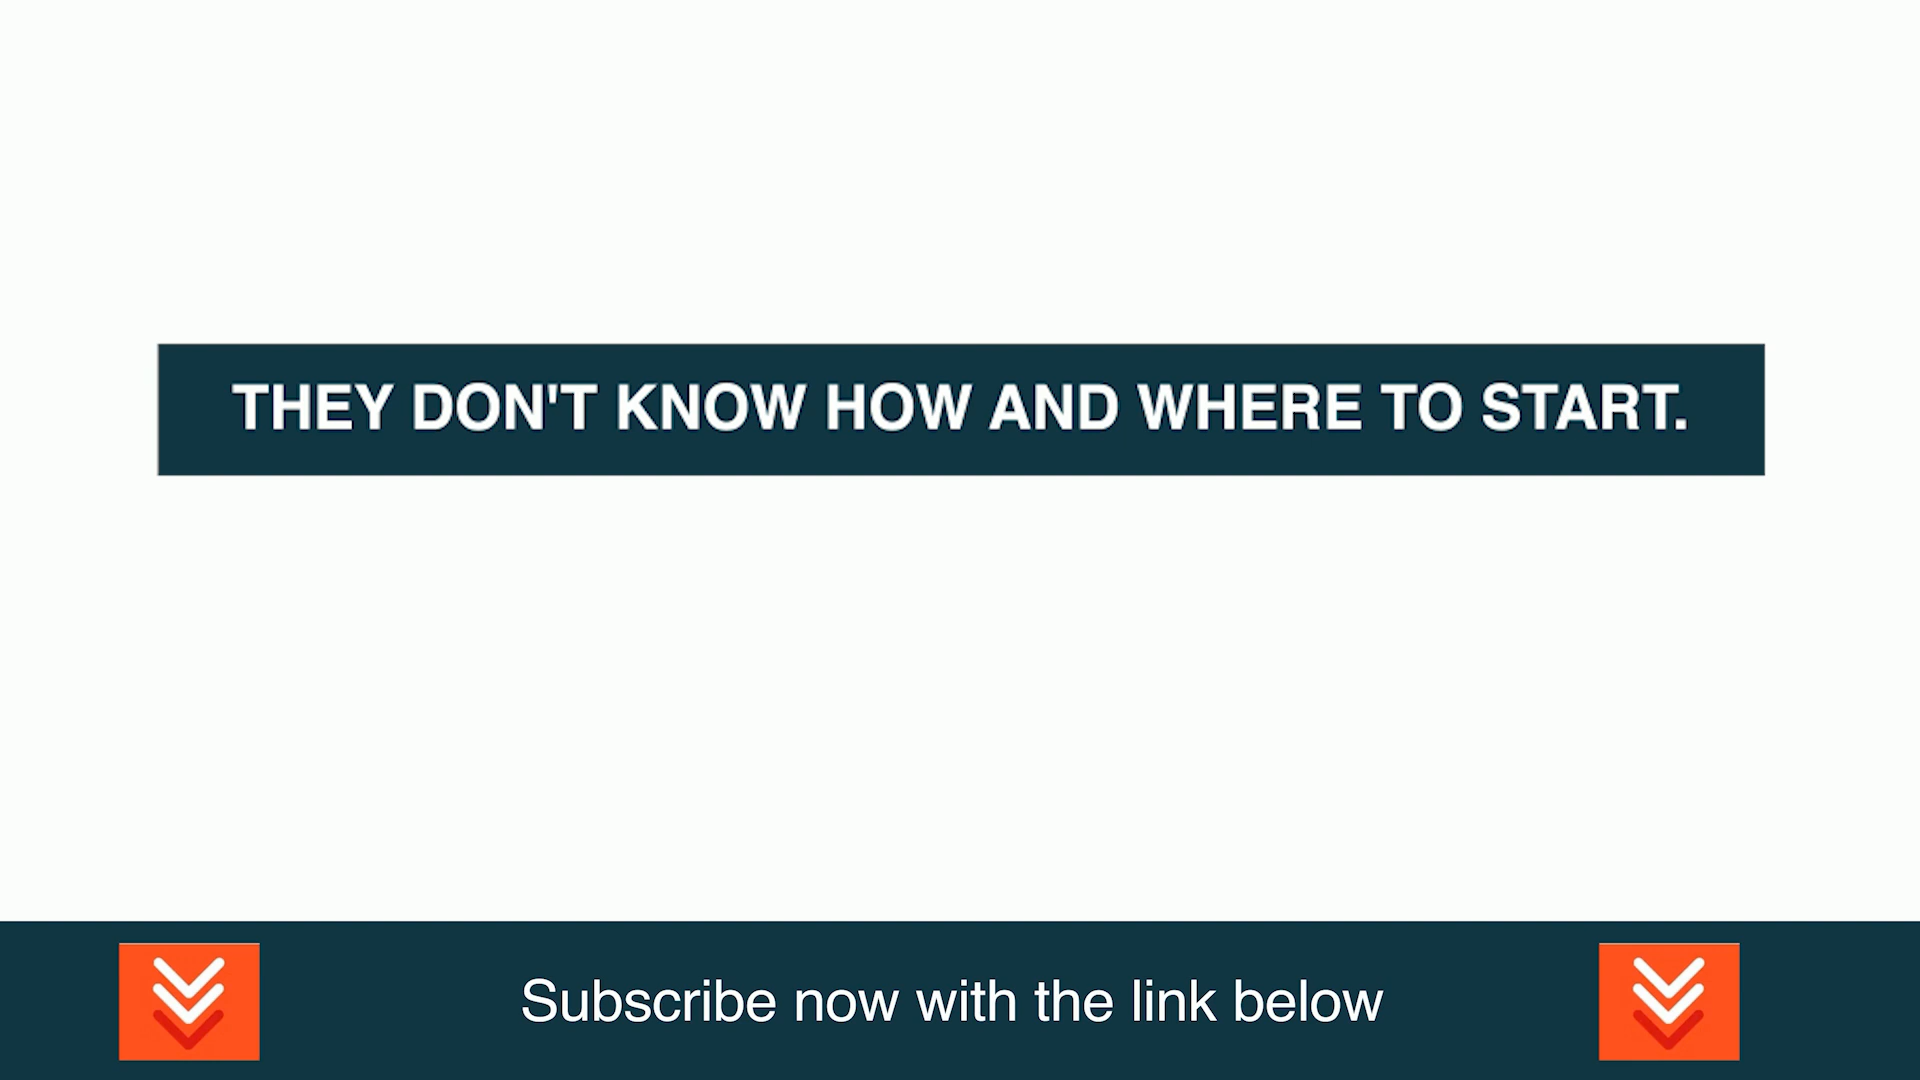 THEY DON'T KNOW HOW AND WHERE TO START.
Subscribe now with the link below